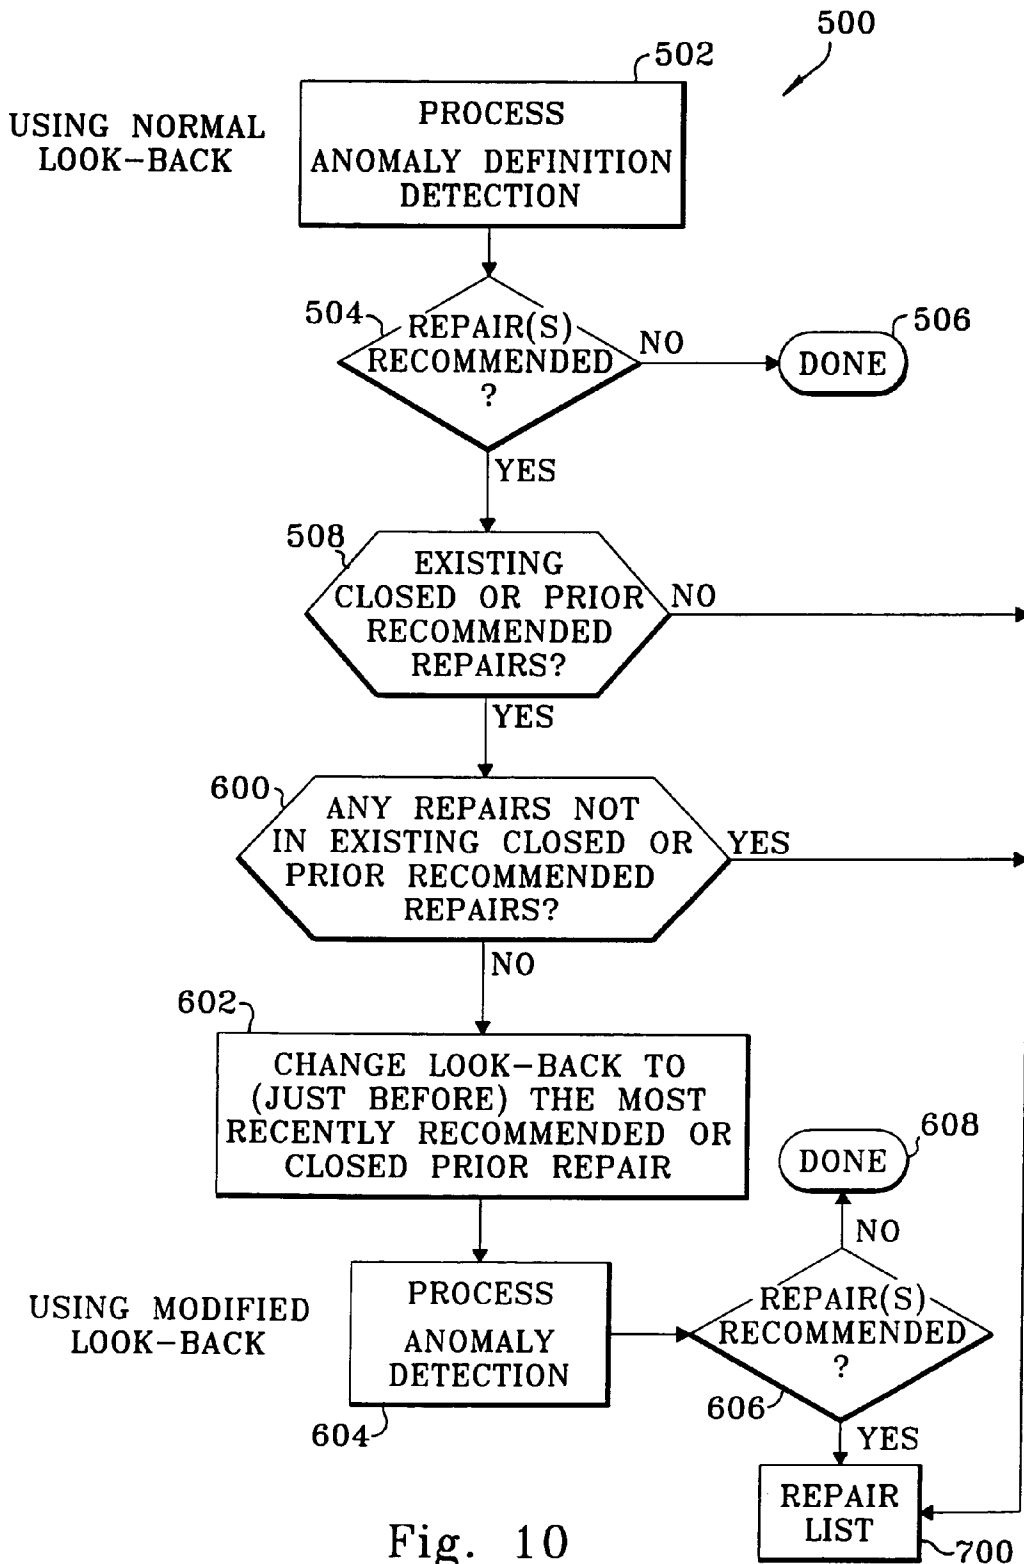 500
502
USING NORMAL
LOOK-BACK
PROCESS
ANOMALY DEFINITION
DETECTION
504
REPAIR(S)
RECOMMENDED
?
NO
506
DONE
YES
508
EXISTING
CLOSED OR PRIOR
RECOMMENDED
REPAIRS?
NO
YES
600
ANY REPAIRS NOT
IN EXISTING CLOSED OR
PRIOR RECOMMENDED
REPAIRS?
YES
NO
602
CHANGE LOOK-BACK TO
(JUST BEFORE) THE MOST
RECENTLY RECOMMENDED OR
CLOSED PRIOR REPAIR
608
DONE
NO
USING MODIFIED
LOOK-BACK
PROCESS
ANOMALY
DETECTION
604
REPAIR(S)
RECOMMENDED
?
606
YES
REPAIR
LIST
700
Fig. 10